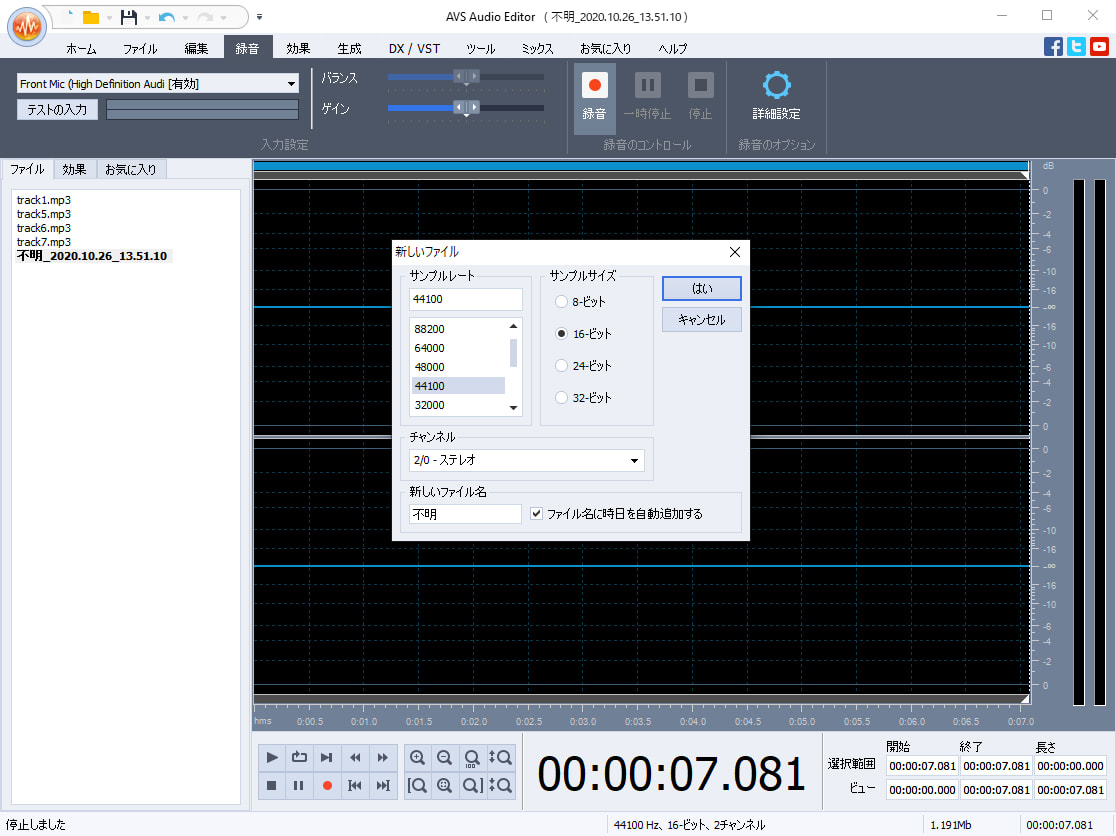 AVS Audio Editor ( 不明_2020.10.26_13.51.10 )
ホーム ファイル 編集 録音 効果 生成 DX / VST ツール ミックス お気に入り ヘルプ
Front Mic (High Definition Audi [有効]
テストの入力
バランス
ゲイン
入力設定
録音 一時停止 停止
録音のコントロール
詳細設定
録音のオプション
ファイル 効果 お気に入り
track1.mp3
track5.mp3
track6.mp3
track7.mp3
不明_2020.10.26_13.51.10
新しいファイル
サンプルレート
44100
88200
64000
48000
44100
32000
サンプルサイズ
8-ビット
16-ビット
24-ビット
32-ビット
はい
キャンセル
チャンネル
2/0 - ステレオ
新しいファイル名
不明
ファイル名に時日を自動追加する
dB
0
-2
-4
-6
-10
-16
-∞
-16
-10
-6
-4
-2
0
0
-2
-4
-6
-10
-16
-∞
-16
-10
-6
-4
-2
0
hms 0:00.5 0:01.0 0:01.5 0:02.0 0:02.5 0:03.0 0:03.5 0:04.0 0:04.5 0:05.0 0:05.5 0:06.0 0:06.5 0:07.0
100
00:00:07.081
開始 終了 長さ
選択範囲 00:00:07.081 00:00:07.081 00:00:00.000
ビュー 00:00:00.000 00:00:07.081 00:00:07.081
停止しました
44100 Hz、16-ビット、2チャンネル
1.191Mb
00:00:07.081